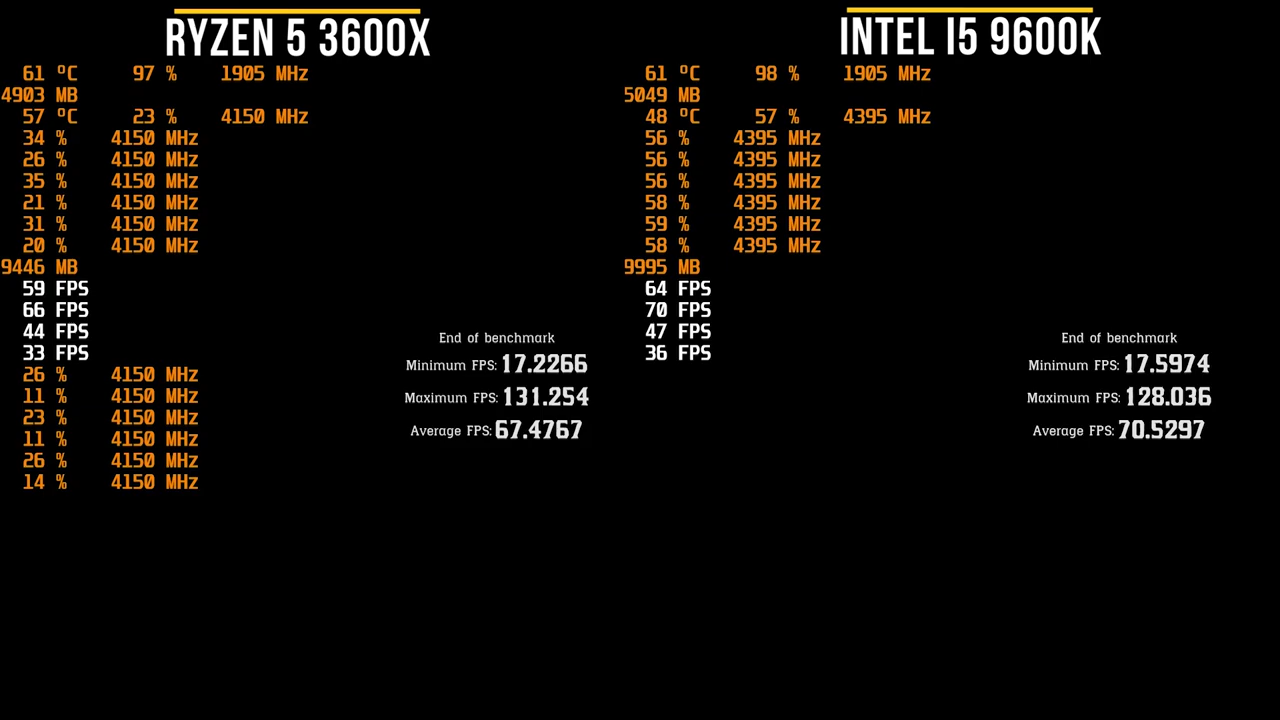 RYZEN 5 3600X
61 ºC 97 % 1905 MHz
4903 MB
57 ºC 23 % 4150 MHz
34 % 4150 MHz
26 % 4150 MHz
35 % 4150 MHz
21 % 4150 MHz
31 % 4150 MHz
20 % 4150 MHz
9446 MB
59 FPS
66 FPS
44 FPS
33 FPS
26 % 4150 MHz
11 % 4150 MHz
23 % 4150 MHz
11 % 4150 MHz
26 % 4150 MHz
14 % 4150 MHz
End of benchmark
Minimum FPS: 17.2266
Maximum FPS: 131.254
Average FPS: 67.4767
INTEL I5 9600K
61 ºC 98 % 1905 MHz
5049 MB
48 ºC 57 % 4395 MHz
56 % 4395 MHz
56 % 4395 MHz
56 % 4395 MHz
58 % 4395 MHz
59 % 4395 MHz
58 % 4395 MHz
9995 MB
64 FPS
70 FPS
47 FPS
36 FPS
End of benchmark
Minimum FPS: 17.5974
Maximum FPS: 128.036
Average FPS: 70.5297